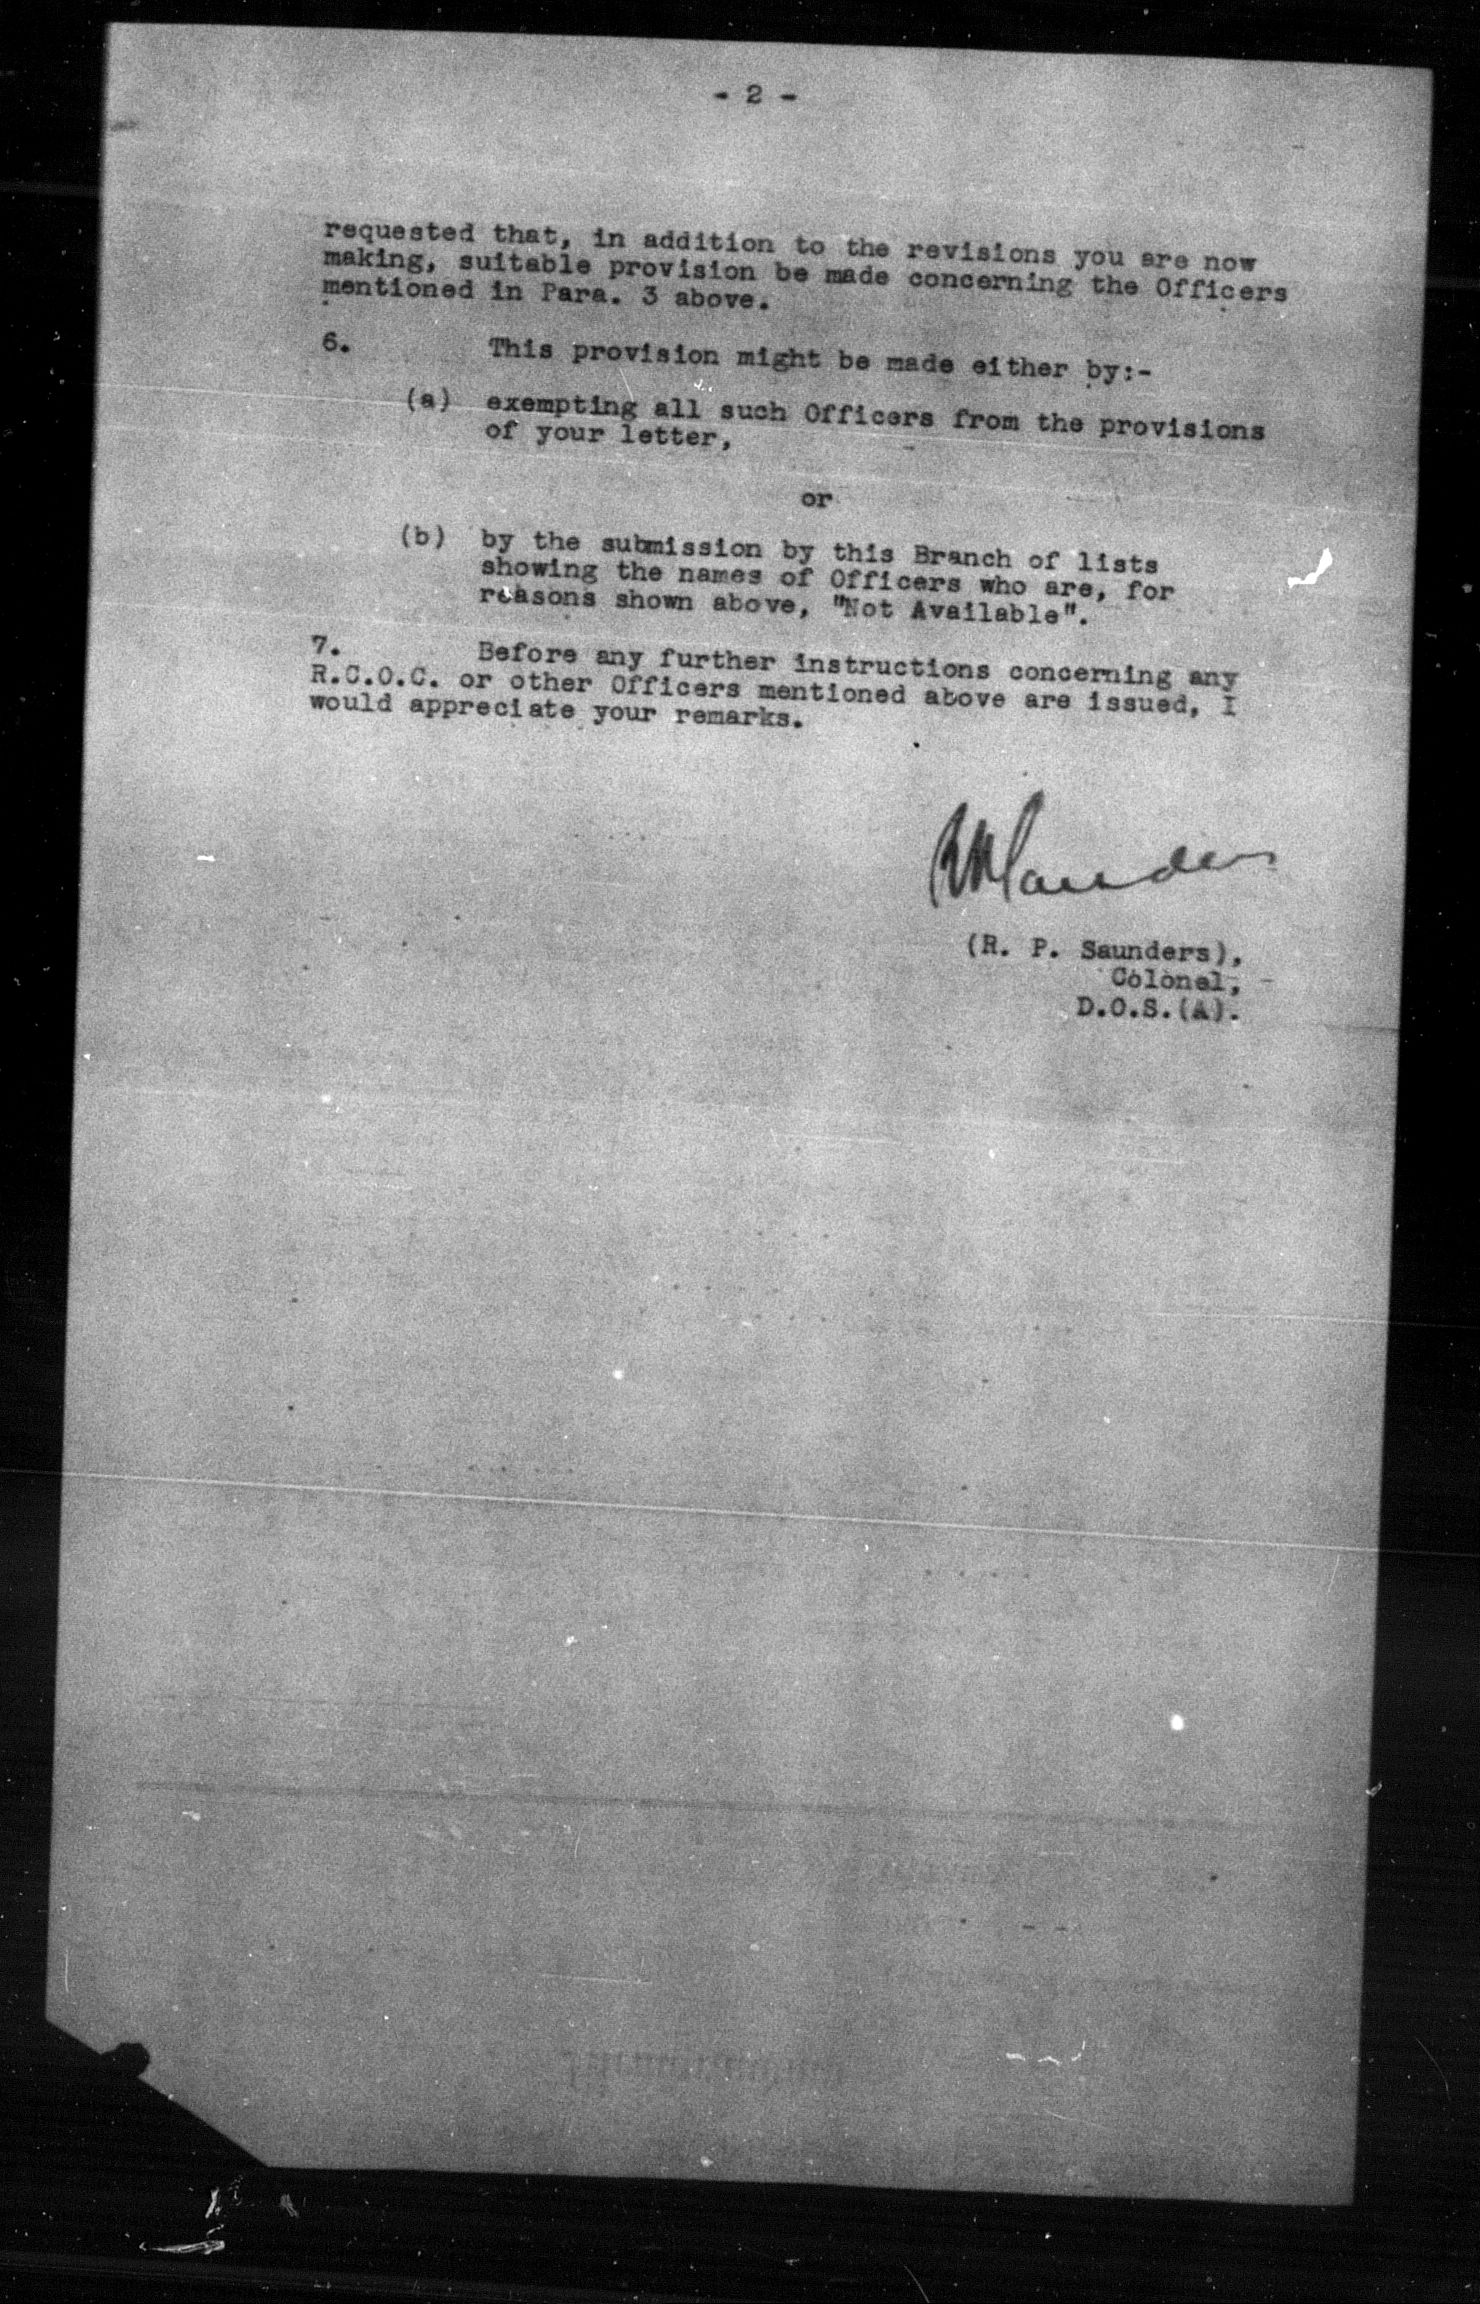 - 2 -
requested that, in addition to the revisions you are now
making, suitable provision be made concerning the Officers
mentioned in Para. 3 above.
6. This provision might be made either by:-
(a) exempting all such Officers from the provisions
of your letter,
or
(b) by the submission by this Branch of lists
showing the names of Officers who are, for
reasons shown above, "Not Available".
7. Before any further instructions concerning any
R.C.O.C. or other Officers mentioned above are issued, I
would appreciate your remarks.
RPSaunders
(R. P. Saunders),
Colonel,
D.O.S.(A).